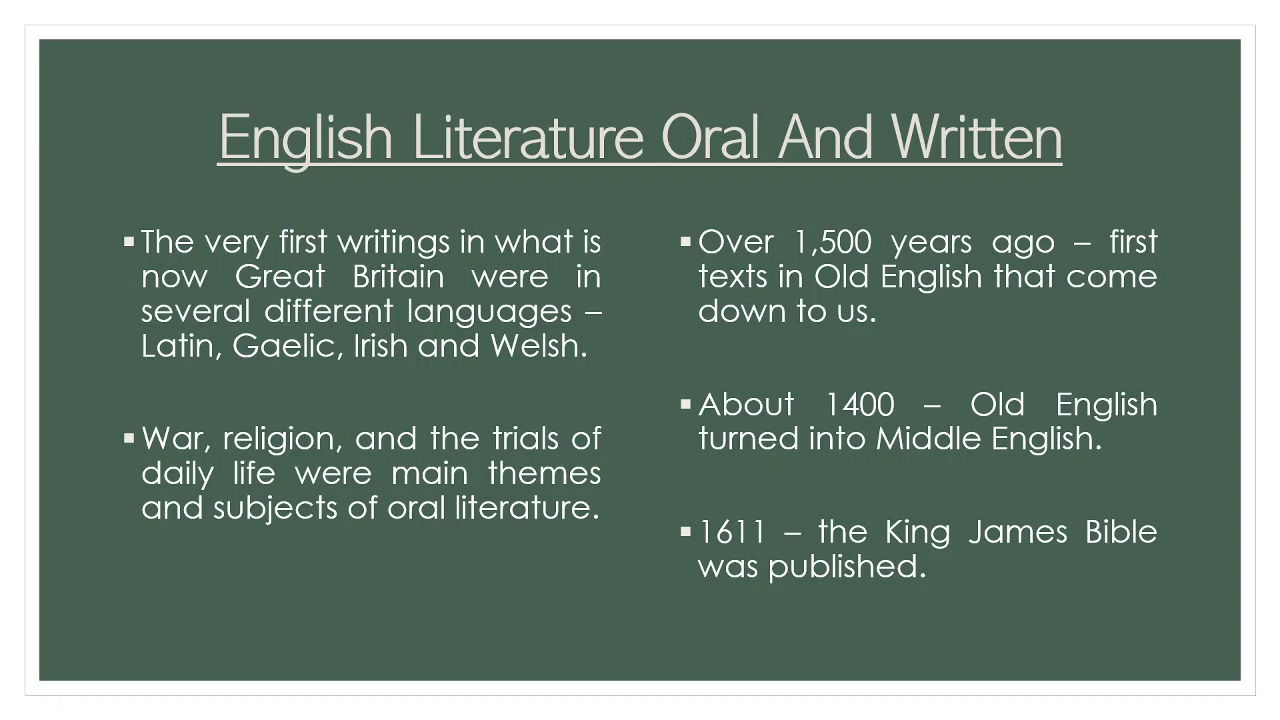 English Literature Oral And Written
▪The very first writings in what is
now Great Britain were in
several different languages –
Latin, Gaelic, Irish and Welsh.
▪War, religion, and the trials of
daily life were main themes
and subjects of oral literature.
▪Over 1,500 years ago – first
texts in Old English that come
down to us.
▪About 1400 – Old English
turned into Middle English.
▪1611 – the King James Bible
was published.